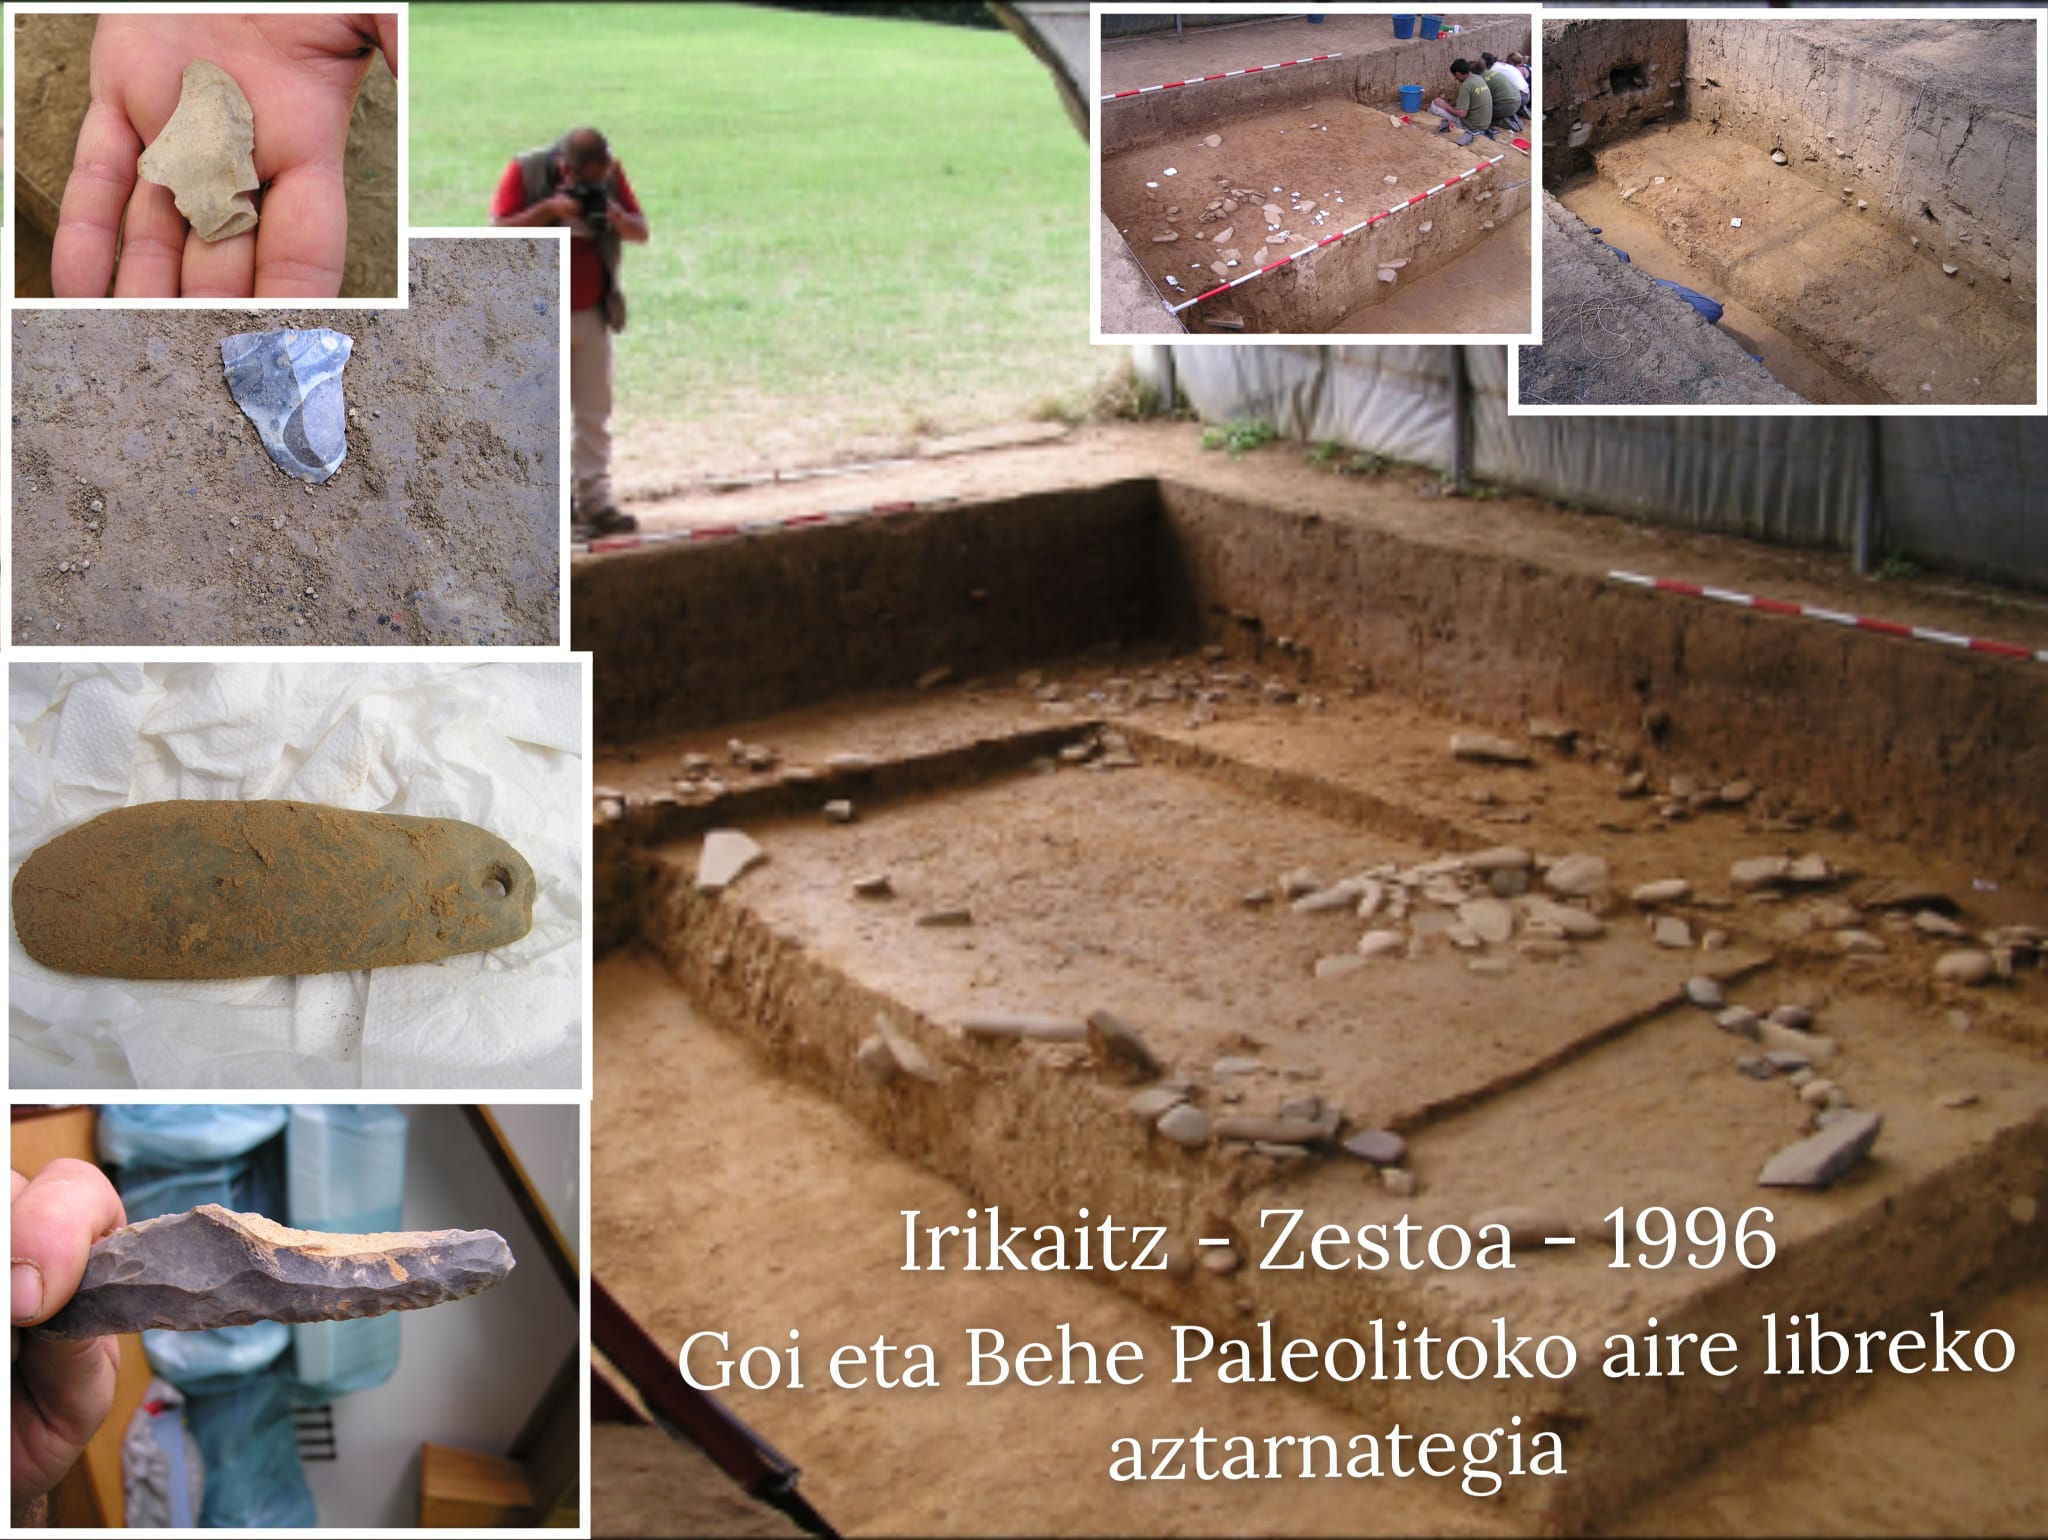 Irikaitz - Zestoa - 1996
Goi eta Behe Paleolitoko aire libreko
aztarnategia